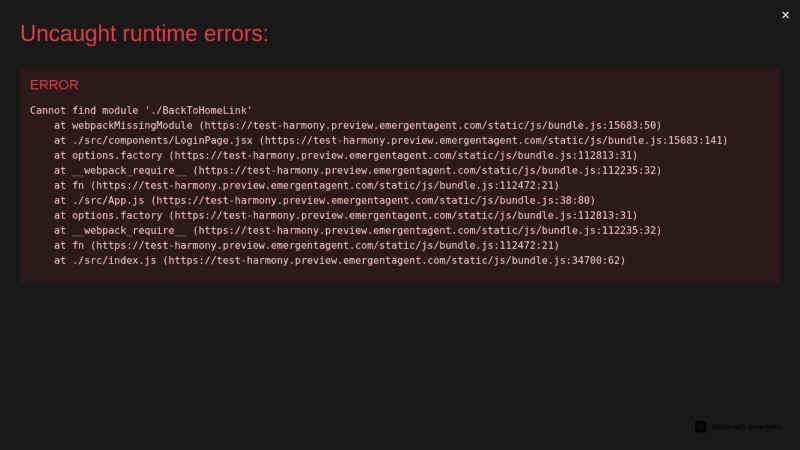 ×
Uncaught runtime errors:
ERROR
Cannot find module './BackToHomeLink'
    at webpackMissingModule (https://test-harmony.preview.emergentagent.com/static/js/bundle.js:15683:50)
    at ./src/components/LoginPage.jsx (https://test-harmony.preview.emergentagent.com/static/js/bundle.js:15683:141)
    at options.factory (https://test-harmony.preview.emergentagent.com/static/js/bundle.js:112813:31)
    at __webpack_require__ (https://test-harmony.preview.emergentagent.com/static/js/bundle.js:112235:32)
    at fn (https://test-harmony.preview.emergentagent.com/static/js/bundle.js:112472:21)
    at ./src/App.js (https://test-harmony.preview.emergentagent.com/static/js/bundle.js:38:80)
    at options.factory (https://test-harmony.preview.emergentagent.com/static/js/bundle.js:112813:31)
    at __webpack_require__ (https://test-harmony.preview.emergentagent.com/static/js/bundle.js:112235:32)
    at fn (https://test-harmony.preview.emergentagent.com/static/js/bundle.js:112472:21)
    at ./src/index.js (https://test-harmony.preview.emergentagent.com/static/js/bundle.js:34700:62)
Made with Emergent